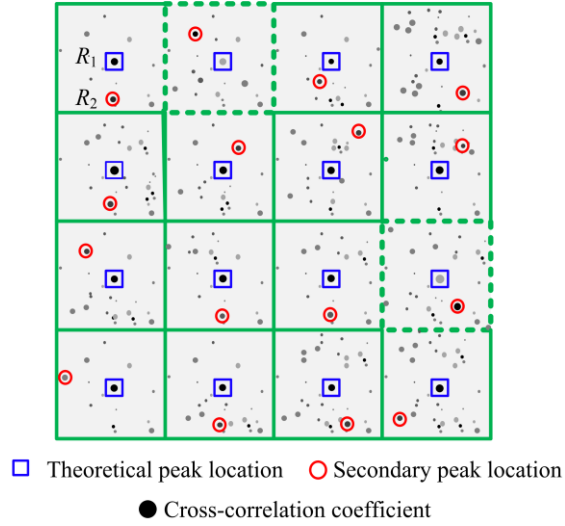 R1
R2
Theoretical peak location Secondary peak location
Cross-correlation coefficient